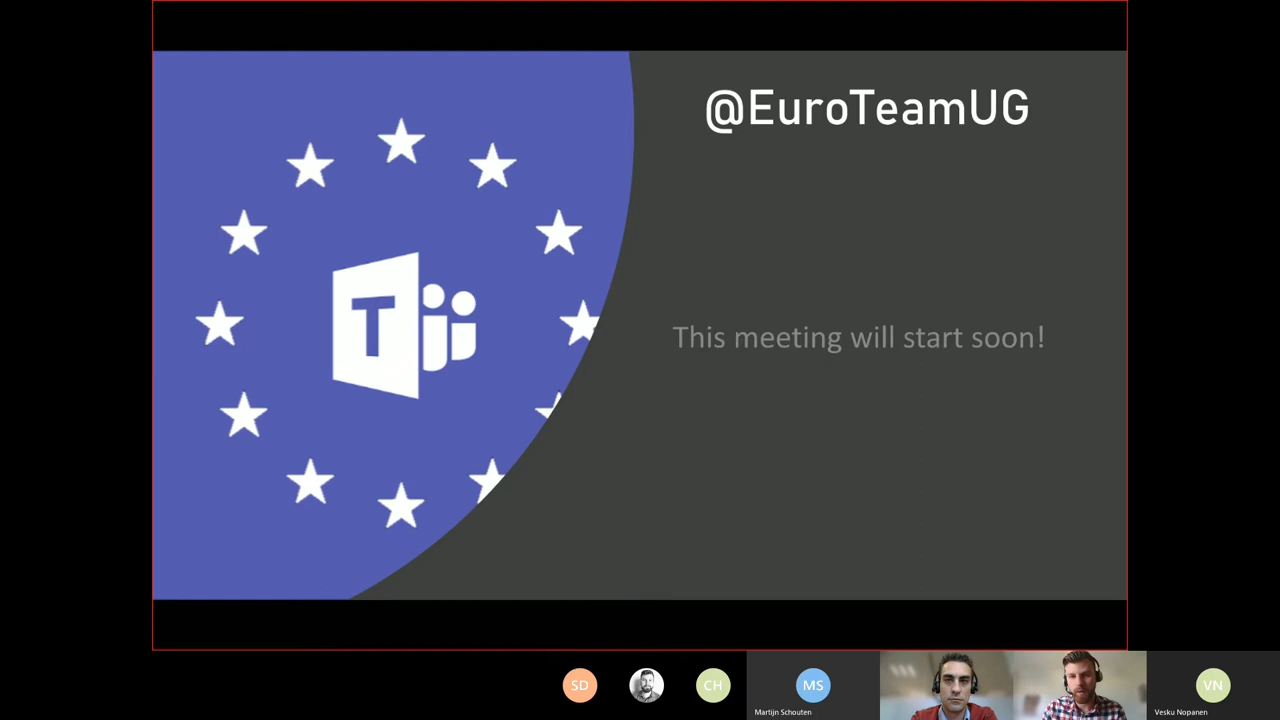 @EuroTeamUG
T
This meeting will start soon!
SD
CH
MS
VN
Martijn Schouten
Vesku Nopanen